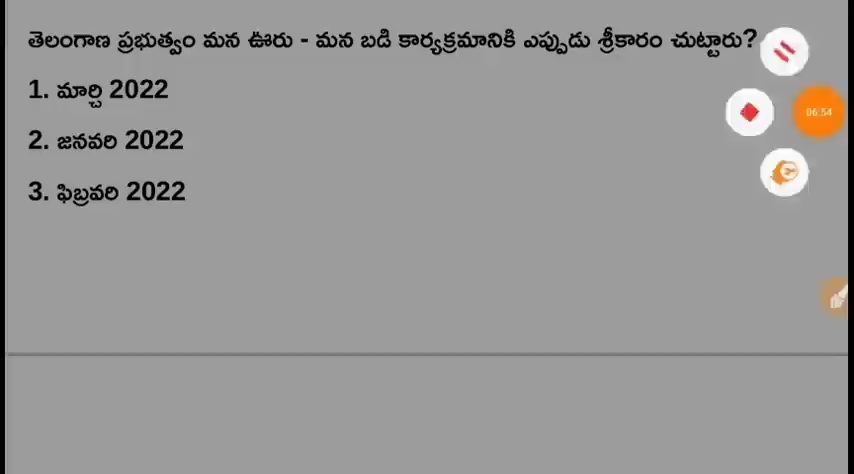 తెలంగాణ ప్రభుత్వం మన ఊరు - మన బడి కార్యక్రమానికి ఎప్పుడు శ్రీకారం చుట్టారు?
1. మార్చి 2022
06:54
2. జనవరి 2022
3. ఫిబ్రవరి 2022